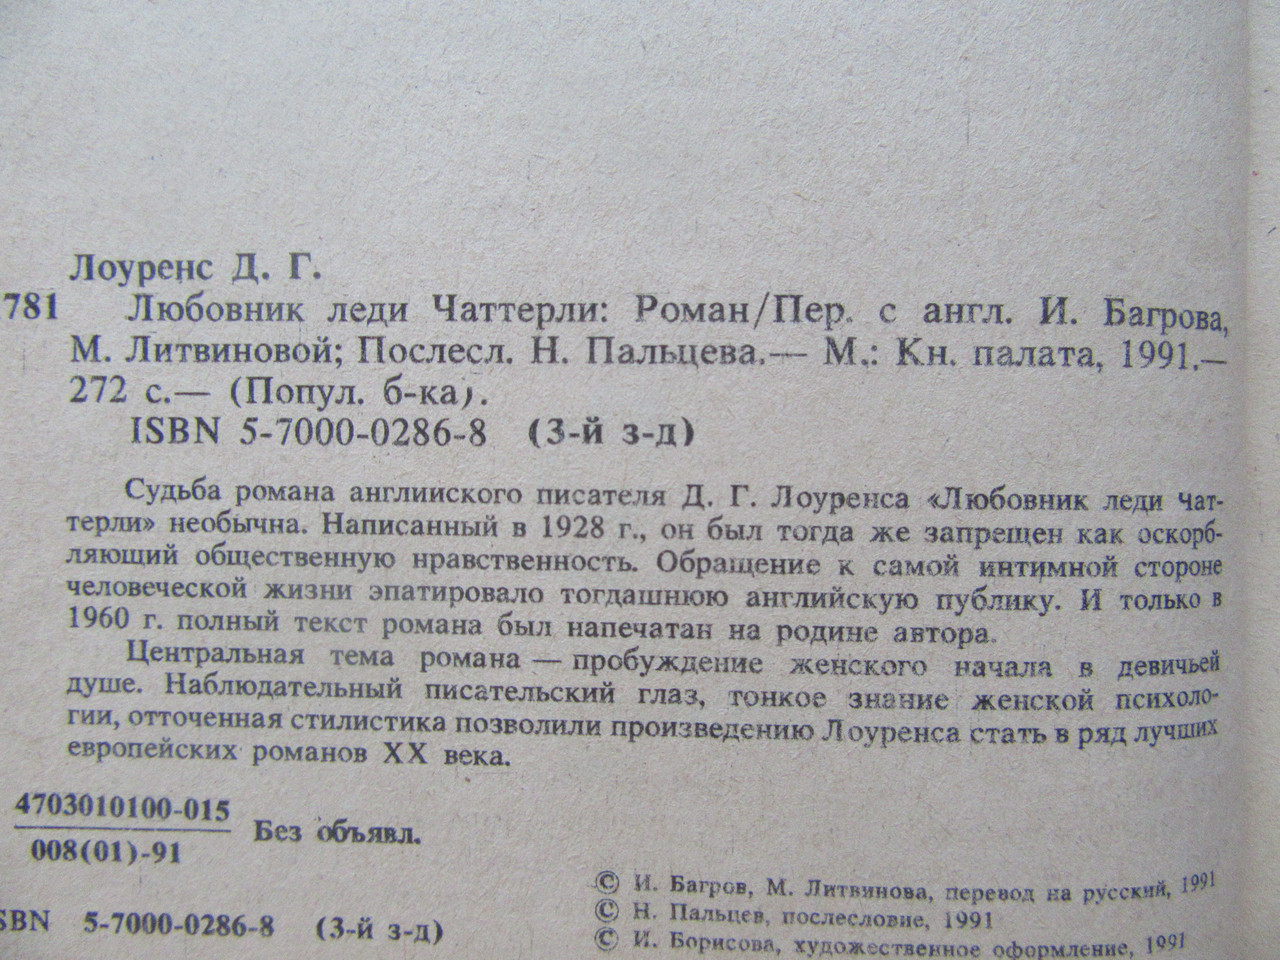 Лоуренс Д. Г.
781 Любовник леди Чаттерли: Роман/Пер. с англ. И. Багрова,
М. Литвиновой; Послесл. Н. Пальцева.— М.: Кн. палата, 1991.—
272 с.— (Попул. б-ка).
ISBN 5-7000-0286-8 (3-й з-д)
Судьба романа английского писателя Д. Г. Лоуренса «Любовник леди Чат-
терли» необычна. Написанный в 1928 г., он был тогда же запрещен как оскорб-
ляющий общественную нравственность. Обращение к самой интимной стороне
человеческой жизни эпатировало тогдашнюю английскую публику. И только в
1960 г. полный текст романа был напечатан на родине автора.
Центральная тема романа — пробуждение женского начала в девичьей
душе. Наблюдательный писательский глаз, тонкое знание женской психоло-
гии, отточенная стилистика позволили произведению Лоуренса стать в ряд лучших
европейских романов XX века.
4703010100-015
008(01)-91
Без объявл.
SBN 5-7000-0286-8 (3-й з-д)
© И. Багров, М. Литвинова, перевод на русский, 1991
© Н. Пальцев, послесловие, 1991
© И. Борисова, художественное оформление, 1991